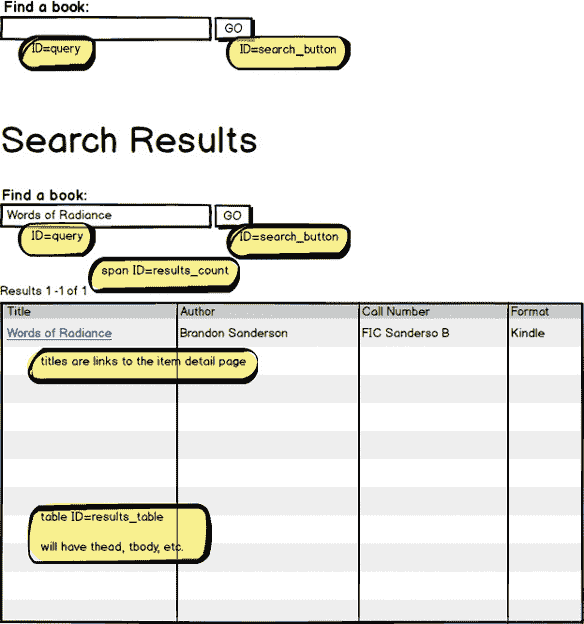 Find a book:
GO
ID=query ID=search_button
Search Results
Find a book:
Words of Radiance GO
ID=query ID=search_button
span ID=results_count
Results 1 -1 of 1
Title Author Call Number Format
Words of Radiance Brandon Sanderson FIC Sanderso B Kindle
titles are links to the item detail page
table ID=results_table
will have thead, tbody, etc.